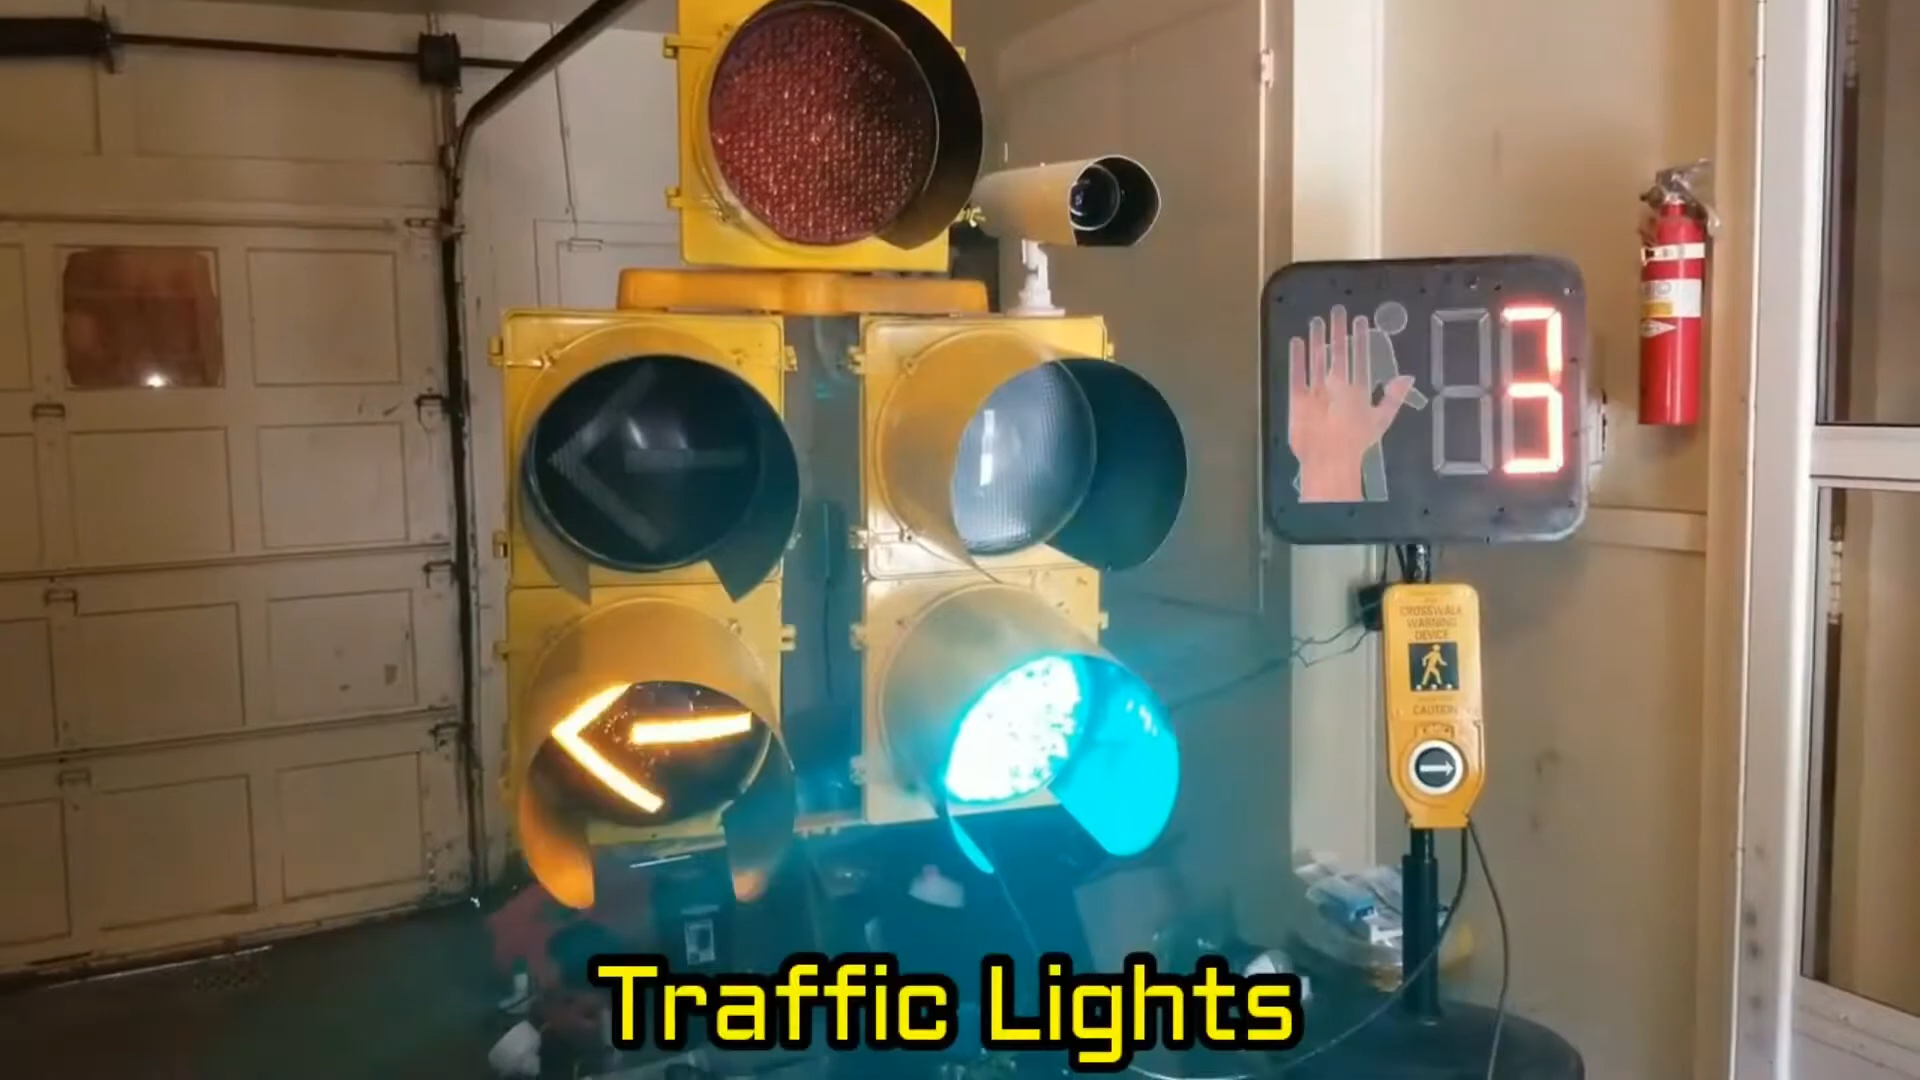 3
CROSSWALK
WARNING
DEVICE
CAUTION
Traffic Lights